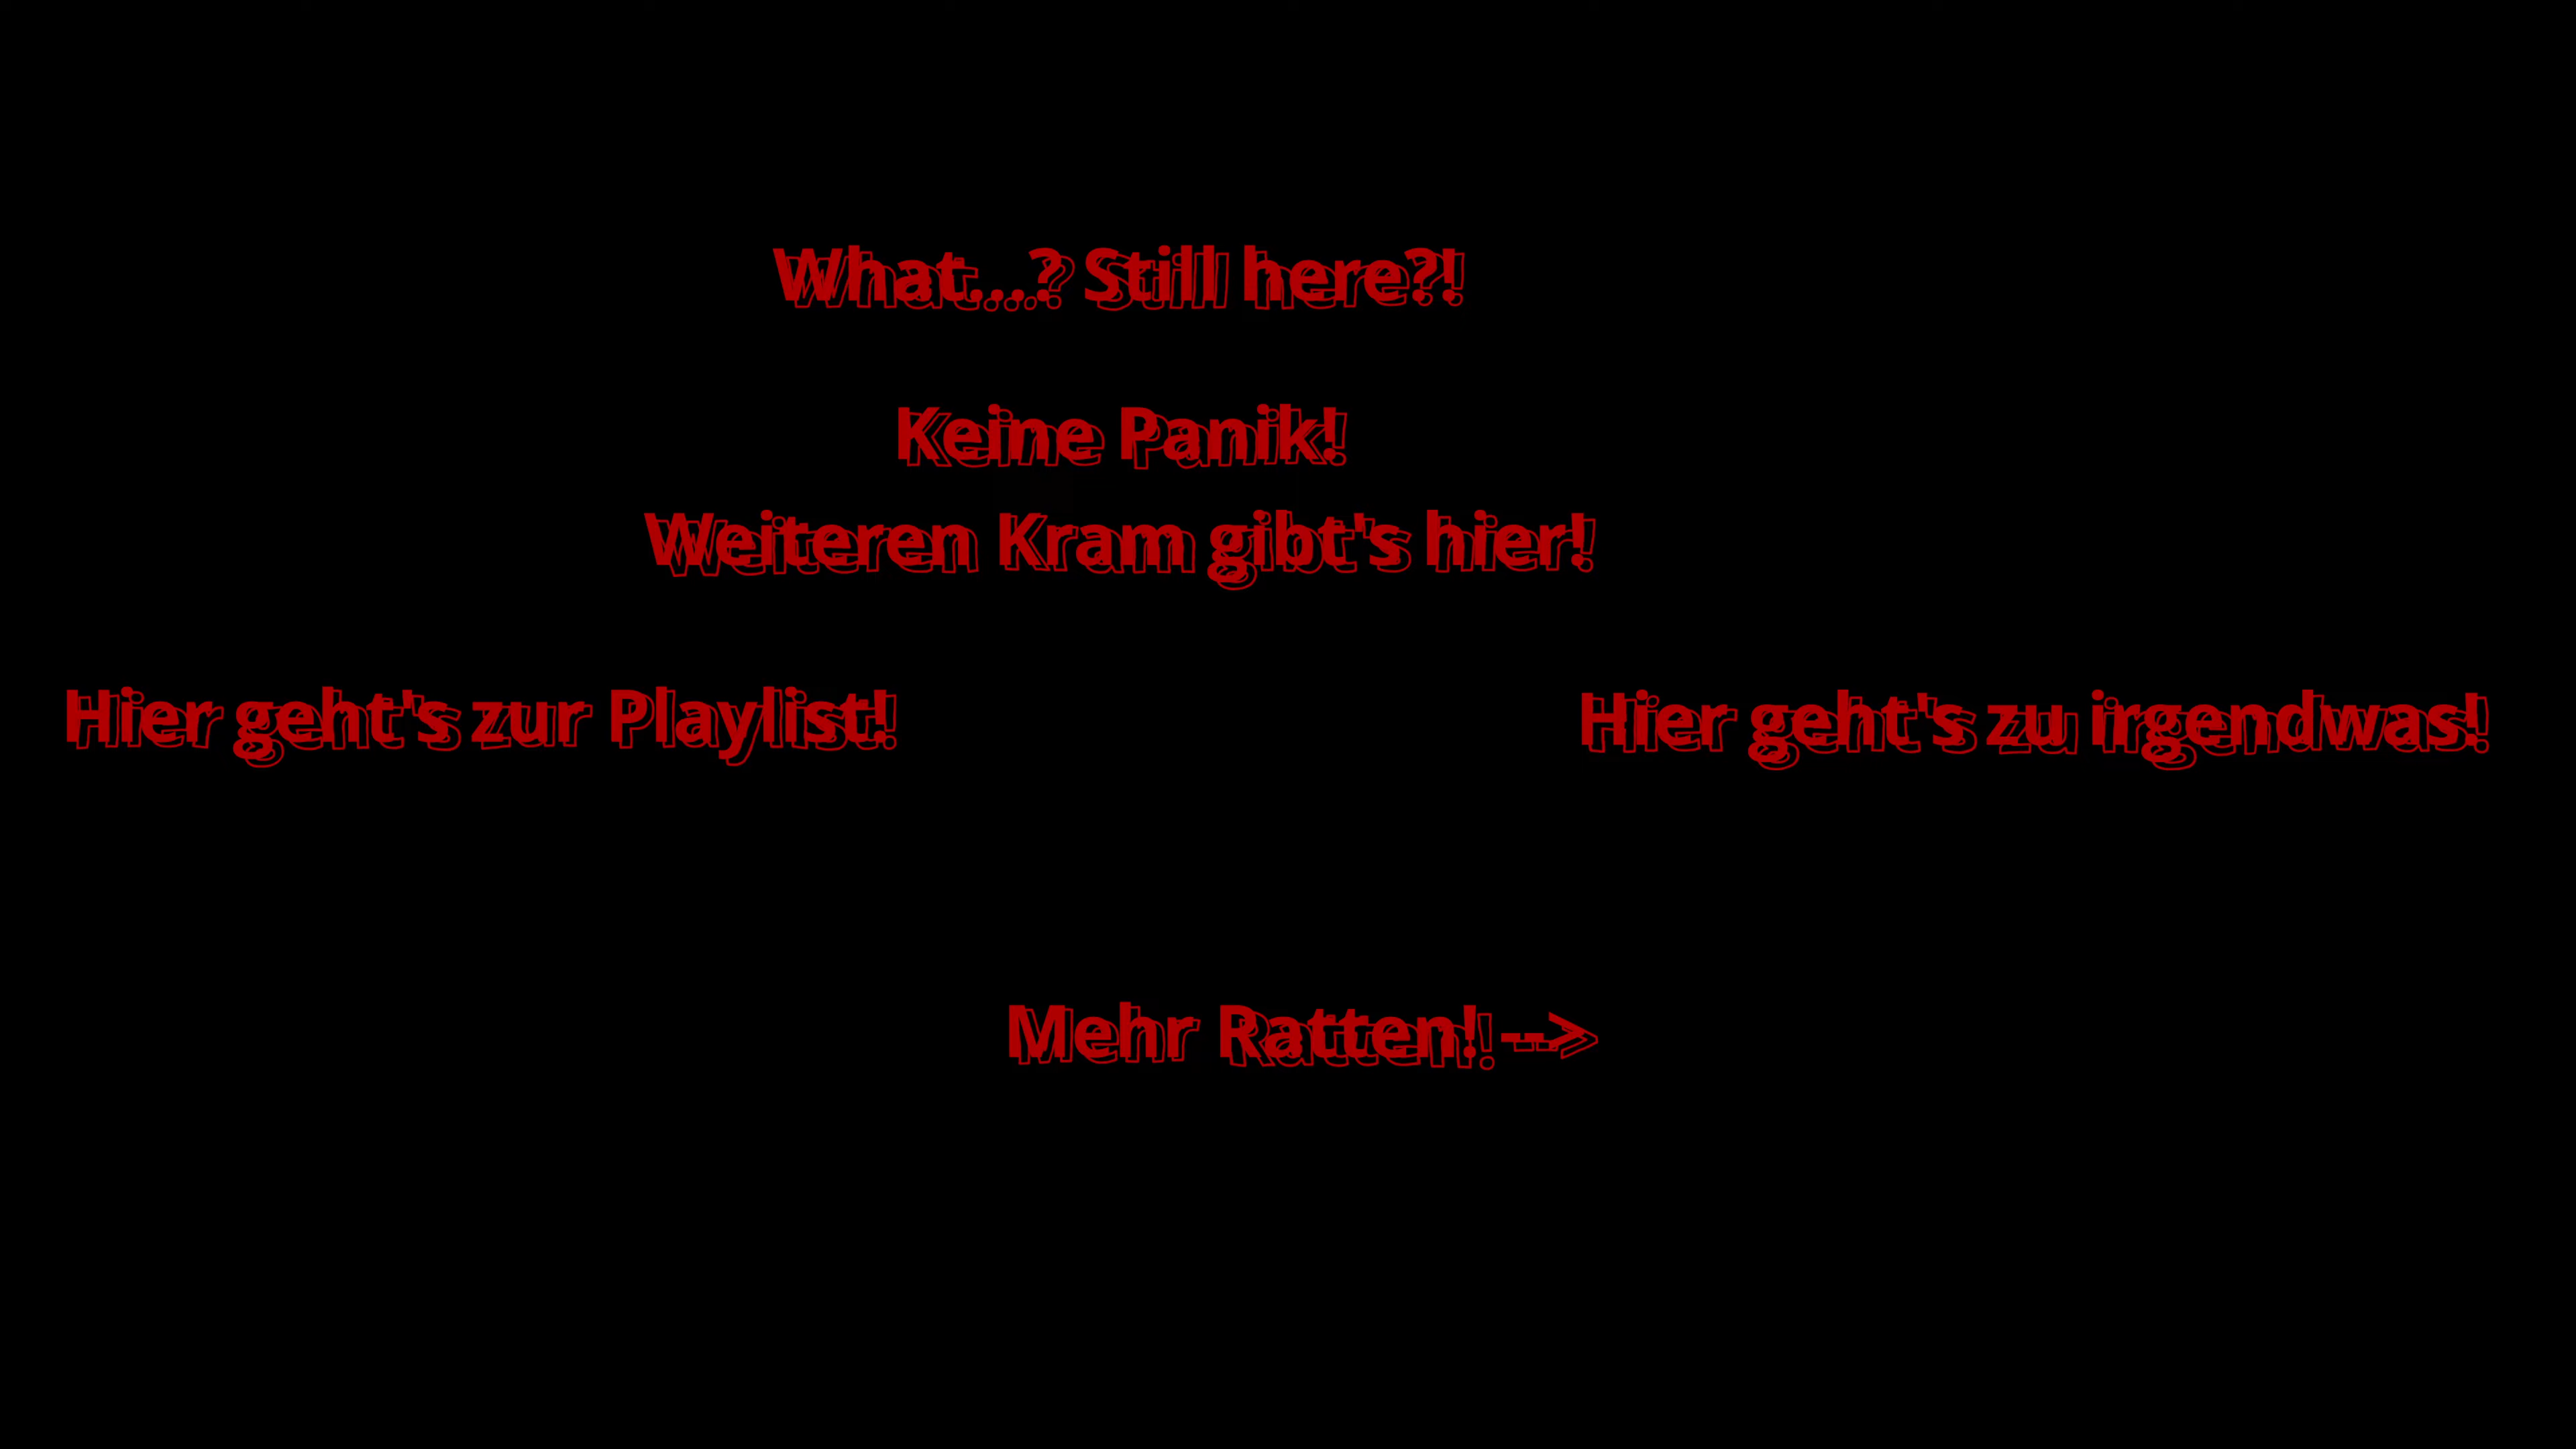 What...? Still here?!
Keine Panik!
Weiteren Kram gibt's hier!
Hier geht's zur Playlist!
Hier geht's zu irgendwas!
Mehr Ratten! -->